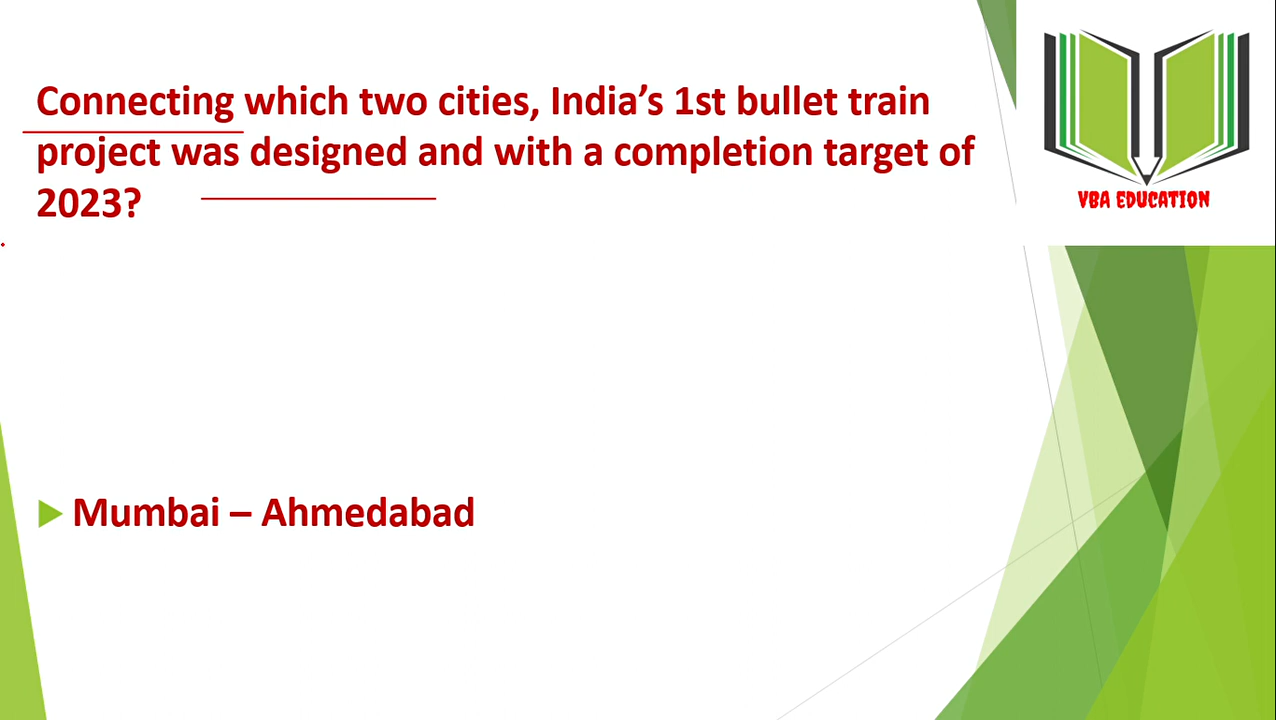 Connecting which two cities, India’s 1st bullet train
project was designed and with a completion target of
2023?
VBA EDUCATION
Mumbai – Ahmedabad